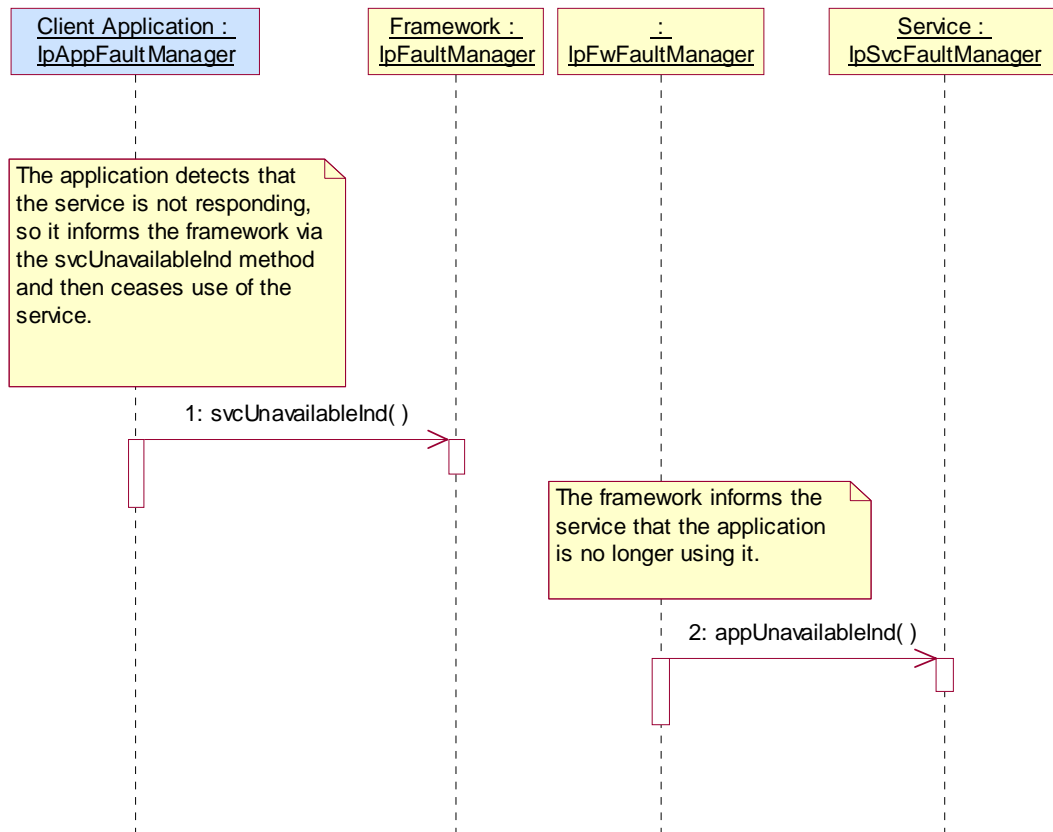 Client Application :
IpAppFaultManager
Framework :
IpFaultManager
:
IpFwFaultManager
Service :
IpSvcFaultManager
The application detects that
the service is not responding,
so it informs the framework via
the svcUnavailableInd method
and then ceases use of the
service.
1: svcUnavailableInd( )
The framework informs the
service that the application
is no longer using it.
2: appUnavailableInd( )